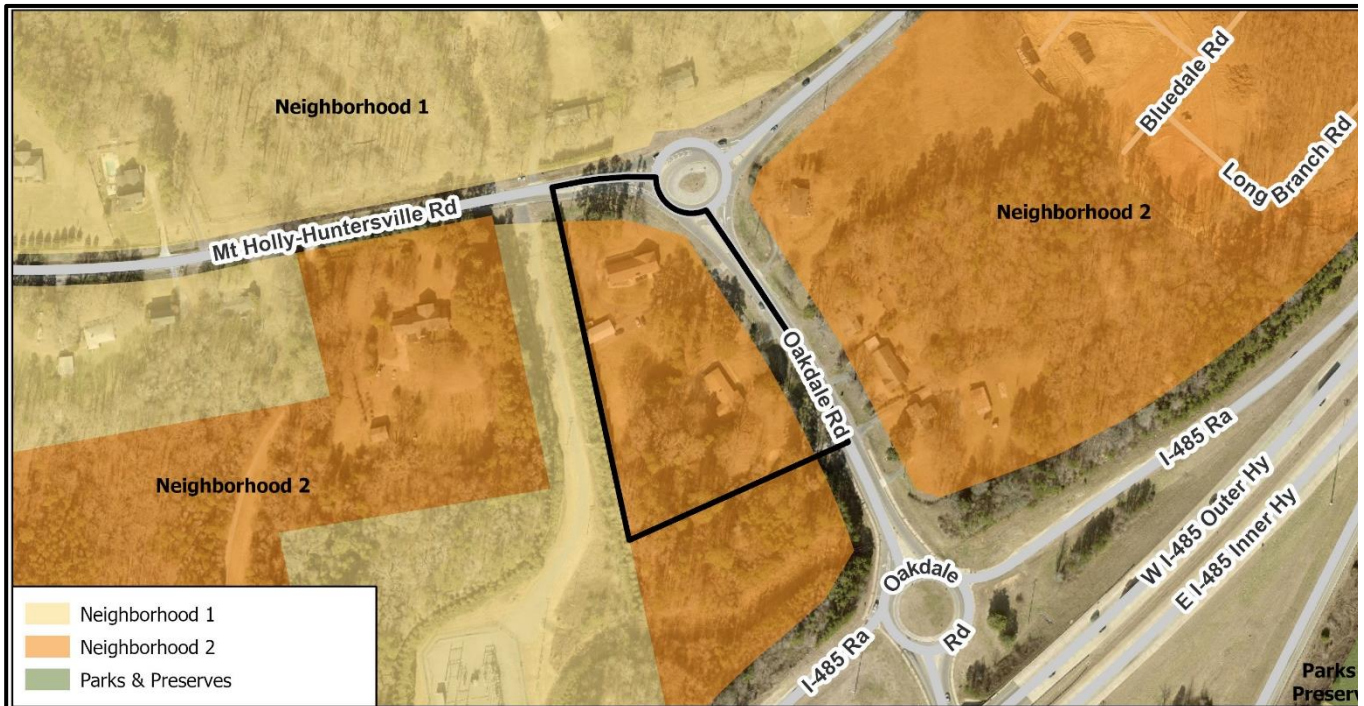 Neighborhood 1
Bluedale Rd
Long Branch Rd
Mt Holly-Huntersville Rd
Neighborhood 2
Oakdale Rd
Neighborhood 2
I-485 Ra
W I-485 Outer Hy
E I-485 Inner Hy
Oakdale Rd
I-485 Ra
Neighborhood 1
Neighborhood 2
Parks & Preserves
Parks
Preserv